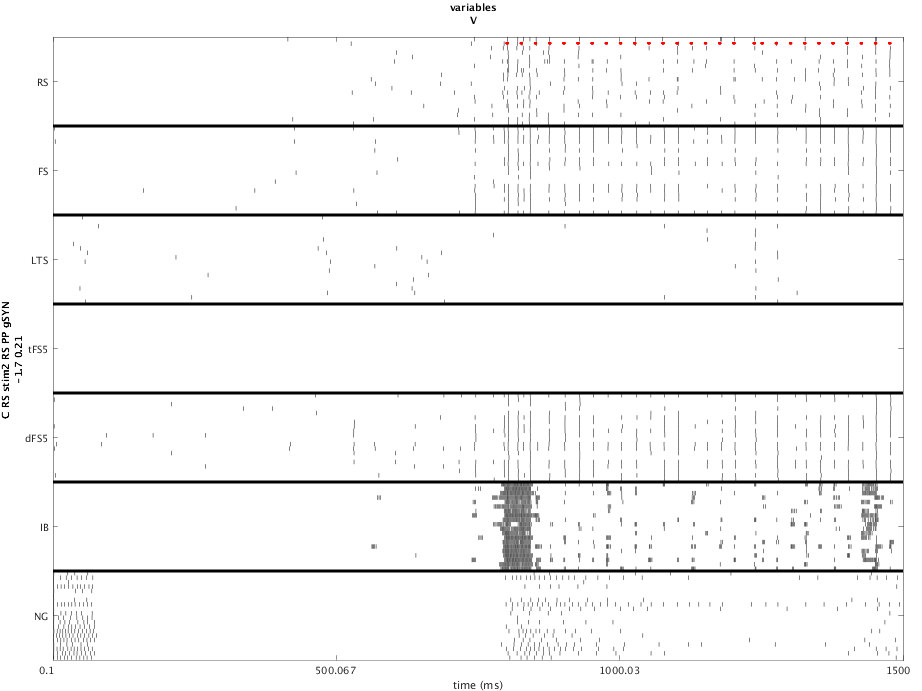 variables
V
RS
FS
LTS
tFS5
dFS5
IB
NG
C RS stim2 RS PP gSYN
-1.7 0.21
0.1
500.067
1000.03
1500
time (ms)